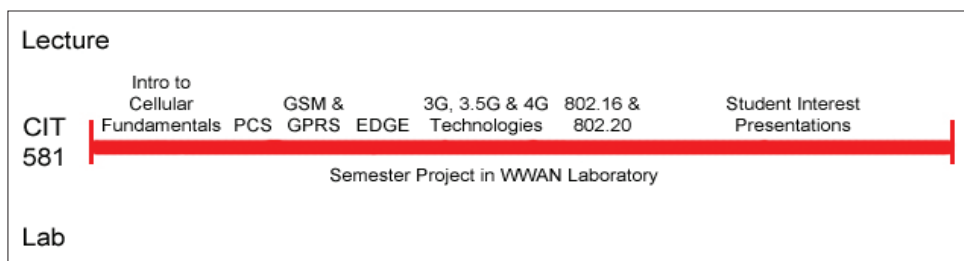 Lecture
Intro to
Cellular
Fundamentals
PCS
GSM &
GPRS
EDGE
3G, 3.5G & 4G
Technologies
802.16 &
802.20
Student Interest
Presentations
CIT
581
Semester Project in WWAN Laboratory
Lab